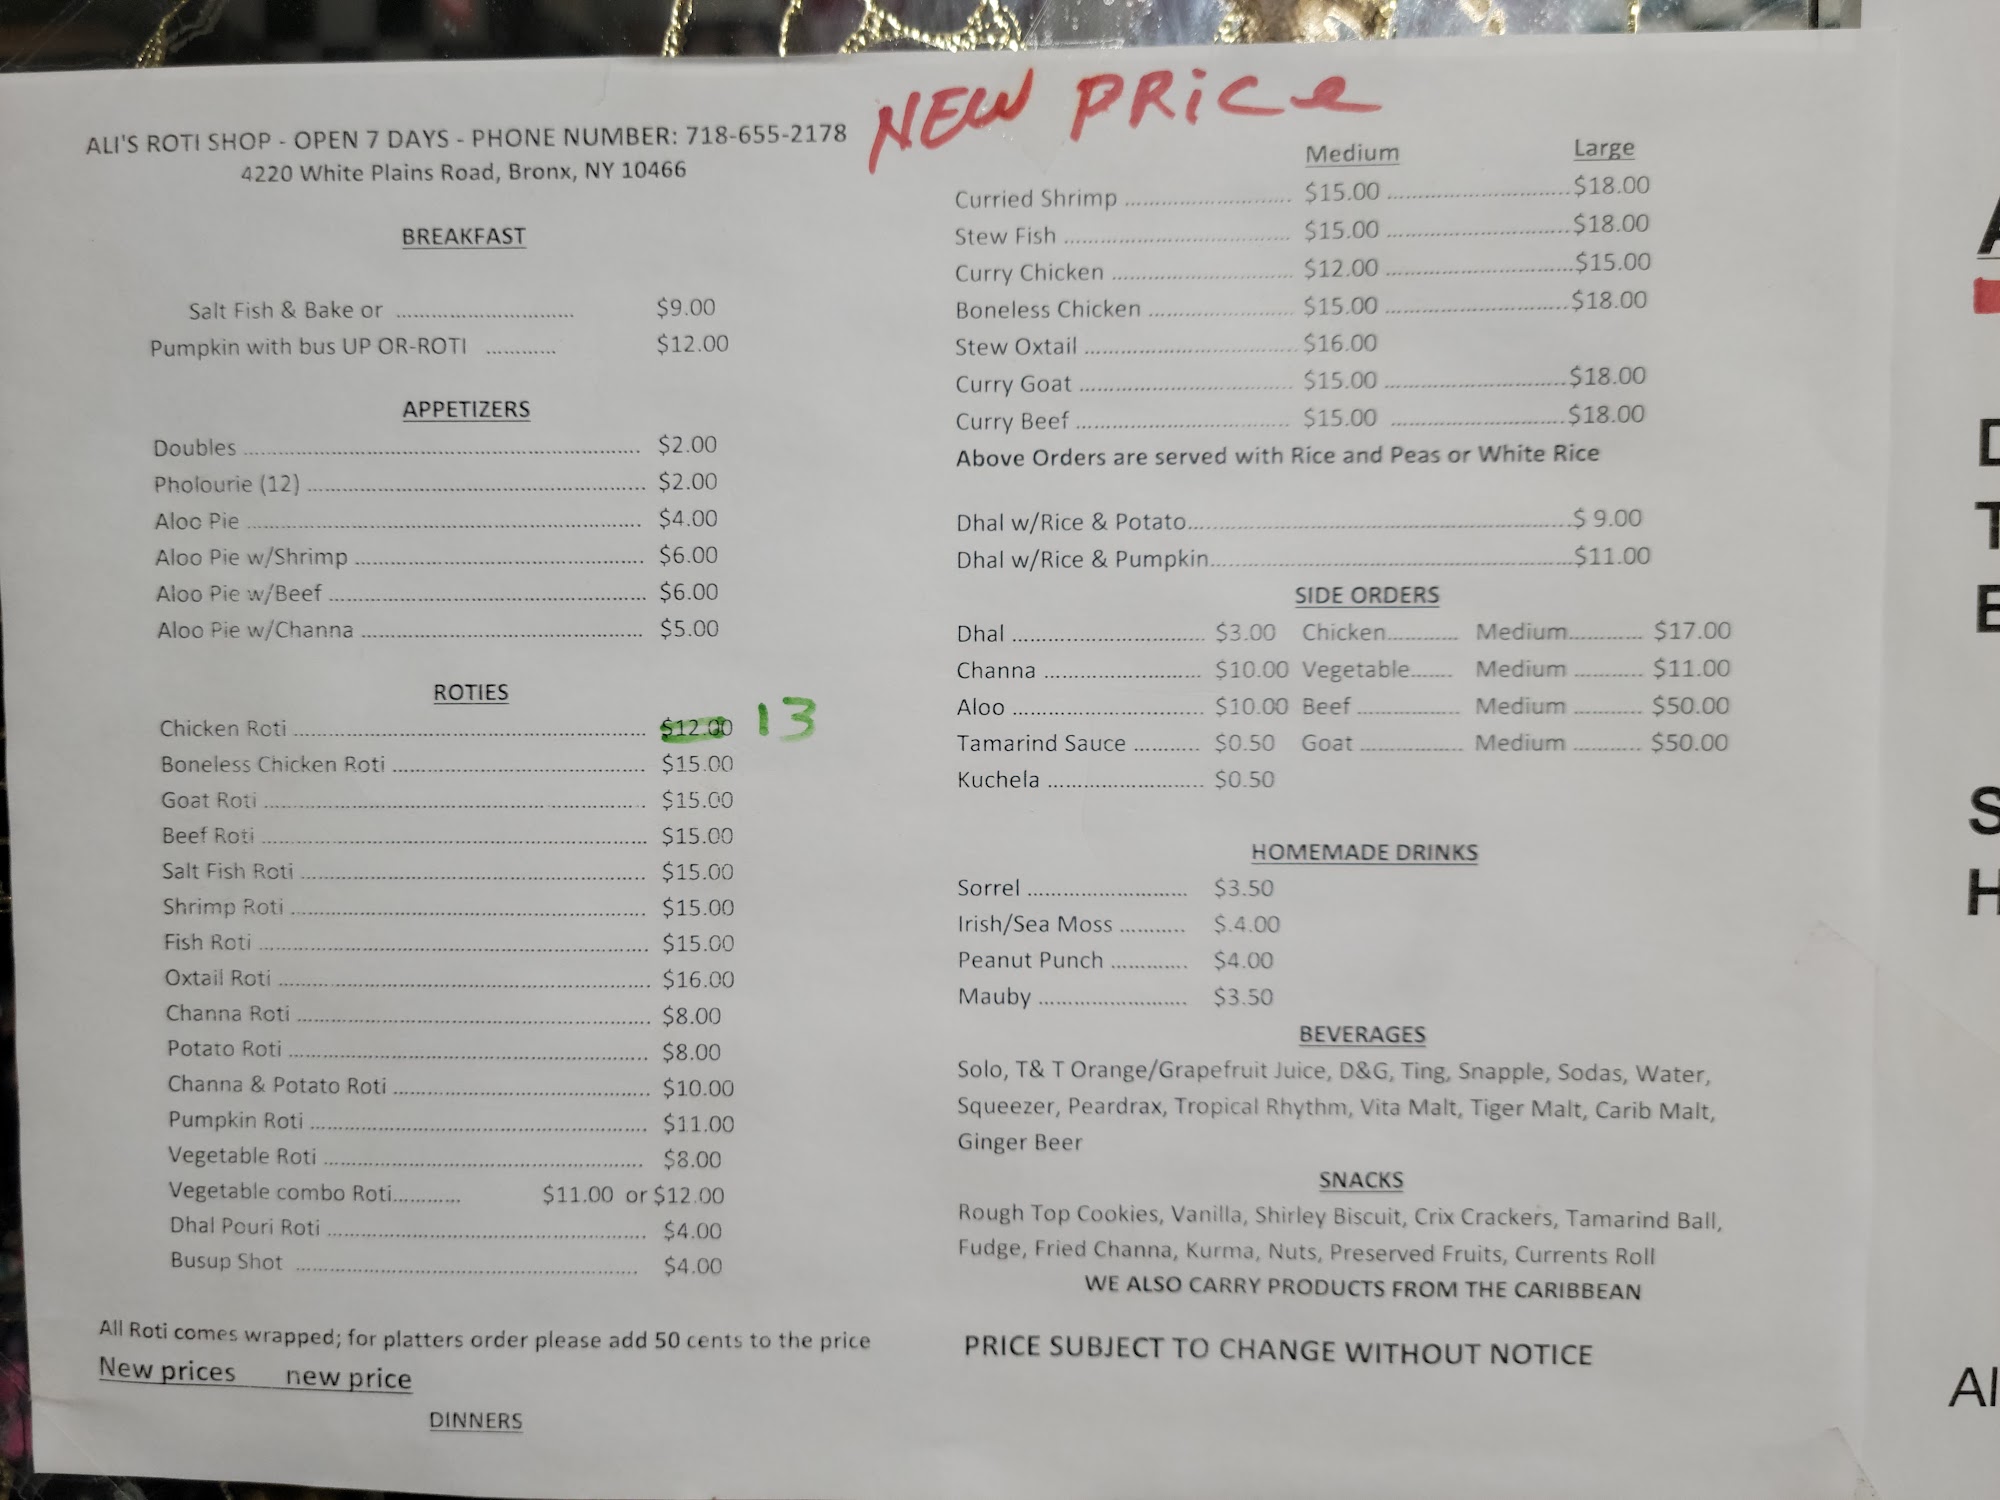 NEW PRICE
ALI'S ROTI SHOP - OPEN 7 DAYS - PHONE NUMBER: 718-655-2178
4220 White Plains Road, Bronx, NY 10466
BREAKFAST
Salt Fish & Bake or .............................. $9.00
Pumpkin with bus UP OR-ROTI ............ $12.00
APPETIZERS
Doubles .................... $2.00
Pholourie (12) .................... $2.00
Aloo Pie .................... $4.00
Aloo Pie w/Shrimp .................... $6.00
Aloo Pie w/Beef .................... $6.00
Aloo Pie w/Channa .................... $5.00
ROTIES
Chicken Roti .................... $12.00 13
Boneless Chicken Roti .................... $15.00
Goat Roti .................... $15.00
Beef Roti .................... $15.00
Salt Fish Roti .................... $15.00
Shrimp Roti .................... $15.00
Fish Roti .................... $15.00
Oxtail Roti .................... $16.00
Channa Roti .................... $8.00
Potato Roti .................... $8.00
Channa & Potato Roti .................... $10.00
Pumpkin Roti .................... $11.00
Vegetable Roti .................... $8.00
Vegetable combo Roti............ $11.00 or $12.00
Dhal Pouri Roti .................... $4.00
Busup Shot .................... $4.00
All Roti comes wrapped; for platters order please add 50 cents to the price
New prices new price
DINNERS
Medium Large
Curried Shrimp .................... $15.00 .................... $18.00
Stew Fish .................... $15.00 .................... $18.00
Curry Chicken .................... $12.00 .................... $15.00
Boneless Chicken .................... $15.00 .................... $18.00
Stew Oxtail .................... $16.00
Curry Goat .................... $15.00 .................... $18.00
Curry Beef .................... $15.00 .................... $18.00
Above Orders are served with Rice and Peas or White Rice
Dhal w/Rice & Potato.................... $ 9.00
Dhal w/Rice & Pumpkin.................... $11.00
SIDE ORDERS
Dhal .................... $3.00 Chicken............ Medium............ $17.00
Channa .................... $10.00 Vegetable....... Medium ............ $11.00
Aloo .................... $10.00 Beef .................. Medium ............ $50.00
Tamarind Sauce ........... $0.50 Goat .................. Medium ............ $50.00
Kuchela .................... $0.50
HOMEMADE DRINKS
Sorrel .................... $3.50
Irish/Sea Moss ........... $.4.00
Peanut Punch ............. $4.00
Mauby .................... $3.50
BEVERAGES
Solo, T& T Orange/Grapefruit Juice, D&G, Ting, Snapple, Sodas, Water,
Squeezer, Peardrax, Tropical Rhythm, Vita Malt, Tiger Malt, Carib Malt,
Ginger Beer
SNACKS
Rough Top Cookies, Vanilla, Shirley Biscuit, Crix Crackers, Tamarind Ball,
Fudge, Fried Channa, Kurma, Nuts, Preserved Fruits, Currents Roll
WE ALSO CARRY PRODUCTS FROM THE CARIBBEAN
PRICE SUBJECT TO CHANGE WITHOUT NOTICE